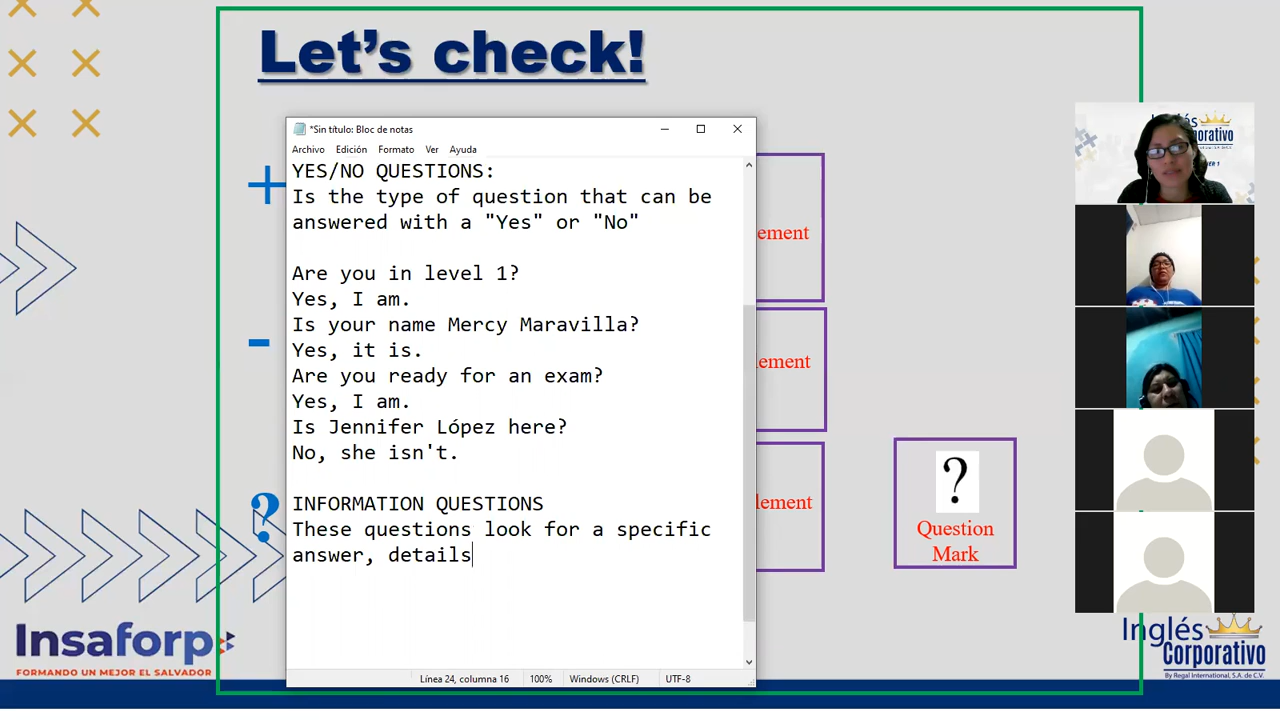 Let's check!
*Sin título: Bloc de notas
Archivo Edición Formato Ver Ayuda
YES/NO QUESTIONS:
Is the type of question that can be
answered with a "Yes" or "No"
Are you in level 1?
Yes, I am.
Is your name Mercy Maravilla?
Yes, it is.
Are you ready for an exam?
Yes, I am.
Is Jennifer López here?
No, she isn't.
INFORMATION QUESTIONS
These questions look for a specific
answer, details
Línea 24, columna 16 100% Windows (CRLF) UTF-8
+
-
?
ement
lement
lement
?
Question
Mark
Insaforp
FORMANDO UN MEJOR EL SALVADOR
Inglés
Corporativo
By Regal International, S.A. de C.V.